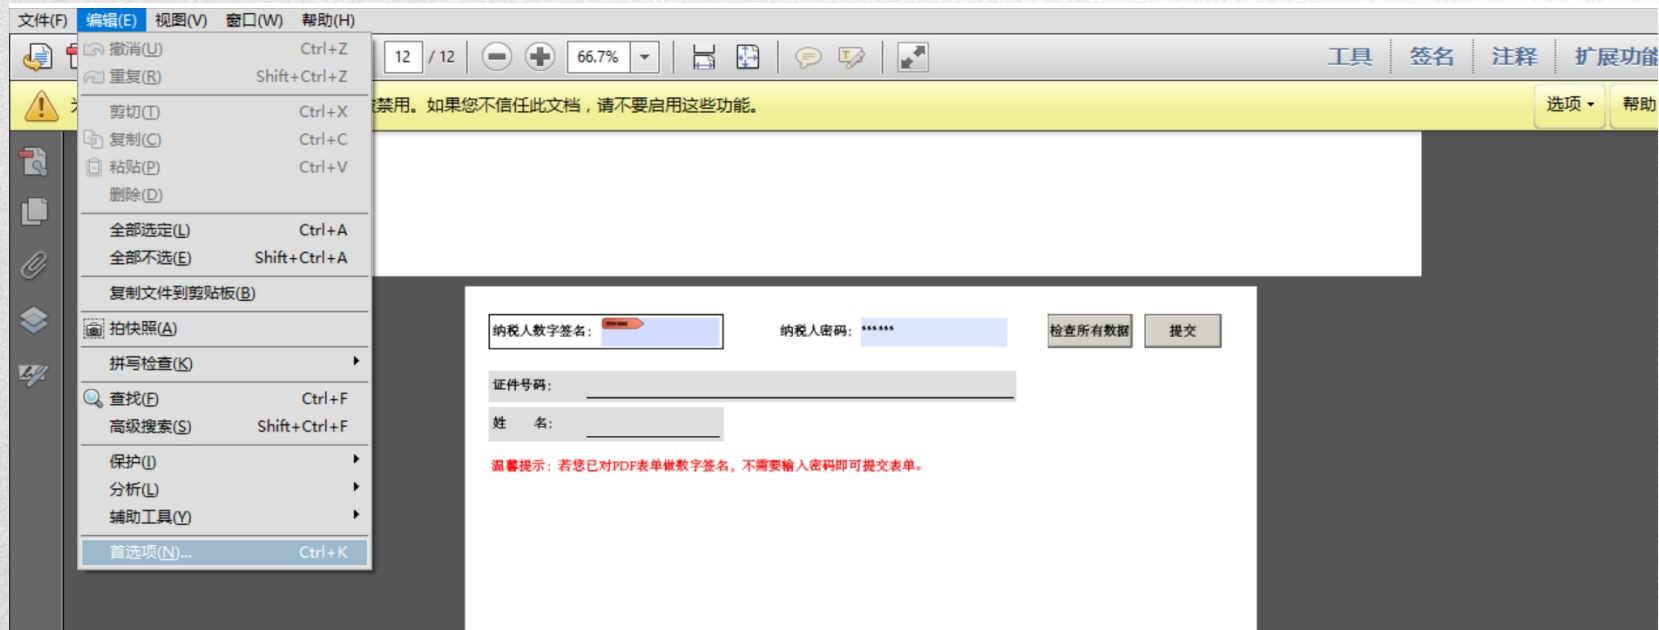 文件(F) 编辑(E) 视图(V) 窗口(W) 帮助(H)
撤消(U) Ctrl+Z
重复(R) Shift+Ctrl+Z
12 / 12 66.7% 工具 签名 注释 扩展功能
剪切(T) Ctrl+X
禁用。如果您不信任此文档，请不要启用这些功能。 选项 帮助
复制(C) Ctrl+C
粘贴(P) Ctrl+V
删除(D)
全部选定(L) Ctrl+A
全部不选(E) Shift+Ctrl+A
复制文件到剪贴板(B)
拍快照(A)
拼写检查(K)
查找(F) Ctrl+F
高级搜索(S) Shift+Ctrl+F
保护(I)
分析(L)
辅助工具(Y)
首选项(N)... Ctrl+K
纳税人数字签名： 纳税人密码： ****** 检查所有数据 提交
证件号码：
姓 名：
温馨提示：若您已对PDF表单做数字签名，不需要输入密码即可提交表单。